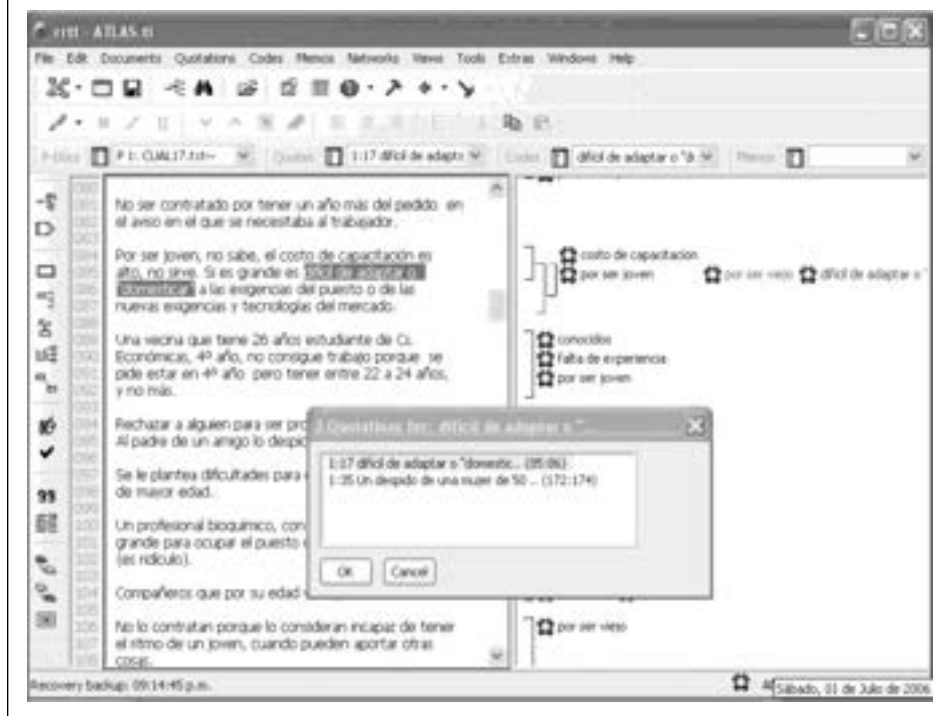 ATLAS.ti
File Edit Documents Quotations Codes Memos Networks Views Tools Extras Windows Help
P-Docs P 1: CUAL17.txt~ Quotes 1:17 difícil de adapto Codes difícil de adaptar o "d Memos
No ser contratado por tener un año más del pedido en
el aviso en el que se necesitaba al trabajador.
Por ser joven, no sabe, el costo de capacitación es
alto, no sirve. Si es grande es difícil de adaptar o
"domesticar" a las exigencias del puesto o de las
nuevas exigencias y tecnologías del mercado.
Una vecina que tiene 26 años estudiante de Cs.
Económicas, 4º año, no consigue trabajo porque se
pide estar en 4º año pero tener entre 22 a 24 años,
y no más.
Rechazar a alguien para ser
Al padre de un amigo lo
Se le plantea dificultades para
de mayor edad.
Un profesional bioquímico, con
grande para ocupar el puesto
(es ridículo).
Compañeros que por su edad
No lo contratan porque lo consideran incapaz de tener
el ritmo de un joven, cuando pueden aportar otras
cosas.
costo de capacitacion
por ser joven por ser viejo difícil de adaptar o "
conocidos
falta de experiencia
por ser joven
por ser viejo
2 Quotations for: difícil de adaptar o "...
1:17 difícil de adaptar o "domestic.. (85:86)
1:35 Un despido de una mujer de 50 .. (172:174)
OK Cancel
Recovery backup: 09:14:45 p.m.
Sábado, 01 de Julio de 2006